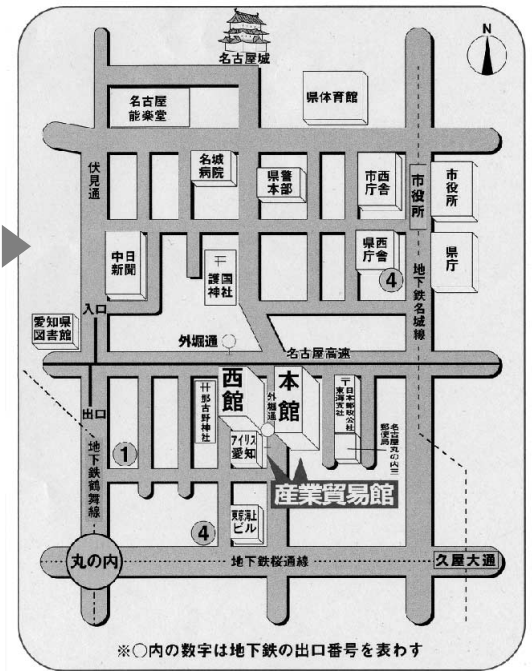 N
名古屋城
名古屋
能楽堂
県体育館
伏見通
名城
病院
県警
本部
市西
庁舎
市役所
市役所
中日
新聞
护国
神社
県西
庁舎
県庁
④
地下鉄名城線
入口
愛知県
図書館
外堀通
名古屋高速
西館
本館
外堀通
那古野神社
〒日本郵政公社
東海支社
名古屋丸の内三
郵便局
出口
アイリス
愛知
①
地下鉄鶴舞線
産業貿易館
④
東京海上
ビル
丸の内
地下鉄桜通線
久屋大通
※○内の数字は地下鉄の出口番号を表わす